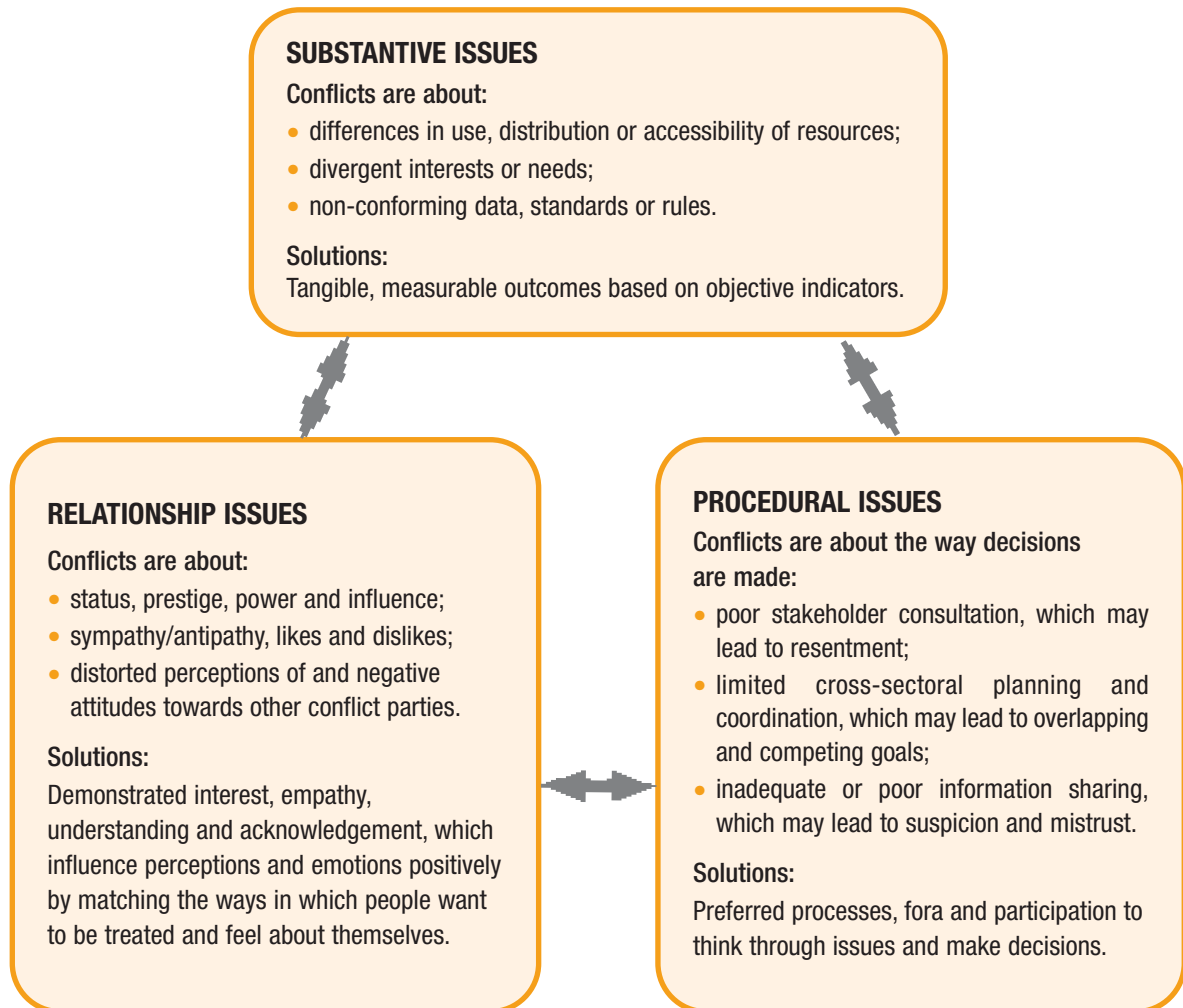 SUBSTANTIVE ISSUES
Conflicts are about:
• differences in use, distribution or accessibility of resources;
• divergent interests or needs;
• non-conforming data, standards or rules.
Solutions:
Tangible, measurable outcomes based on objective indicators.
RELATIONSHIP ISSUES
Conflicts are about:
• status, prestige, power and influence;
• sympathy/antipathy, likes and dislikes;
• distorted perceptions of and negative
attitudes towards other conflict parties.
Solutions:
Demonstrated interest, empathy,
understanding and acknowledgement, which
influence perceptions and emotions positively
by matching the ways in which people want
to be treated and feel about themselves.
PROCEDURAL ISSUES
Conflicts are about the way decisions
are made:
• poor stakeholder consultation, which may
lead to resentment;
• limited cross-sectoral planning and
coordination, which may lead to overlapping
and competing goals;
• inadequate or poor information sharing,
which may lead to suspicion and mistrust.
Solutions:
Preferred processes, fora and participation to
think through issues and make decisions.